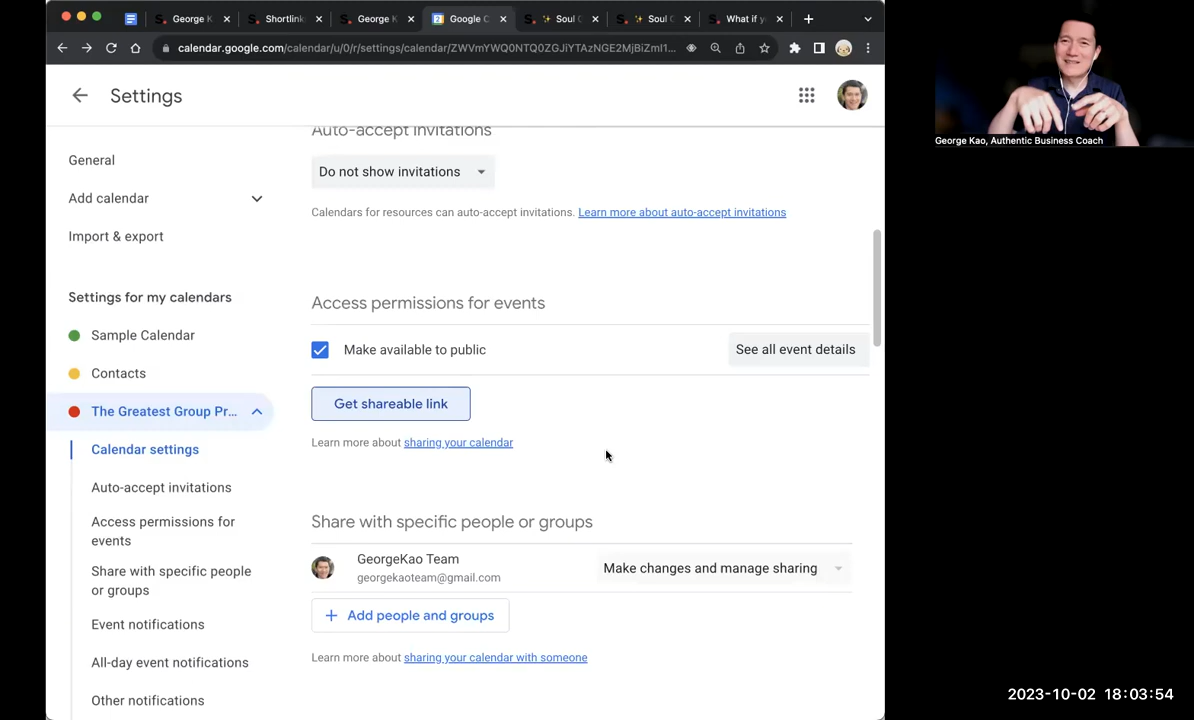 George K
Shortlink
George K
Google C
✨ Soul C
✨ Soul C
What if y
calendar.google.com/calendar/u/0/r/settings/calendar/ZWVmYWQ0NTQ0ZGJiYTAzNGE2MjBiZmI1...
Settings
General
Add calendar
Import & export
Settings for my calendars
Sample Calendar
Contacts
The Greatest Group Pr...
Calendar settings
Auto-accept invitations
Access permissions for
events
Share with specific people
or groups
Event notifications
All-day event notifications
Other notifications
Auto-accept invitations
Do not show invitations
Calendars for resources can auto-accept invitations. Learn more about auto-accept invitations
Access permissions for events
Make available to public
See all event details
Get shareable link
Learn more about sharing your calendar
Share with specific people or groups
GeorgeKao Team
georgekaoteam@gmail.com
Make changes and manage sharing
+ Add people and groups
Learn more about sharing your calendar with someone
George Kao, Authentic Business Coach
2023-10-02 18:03:54